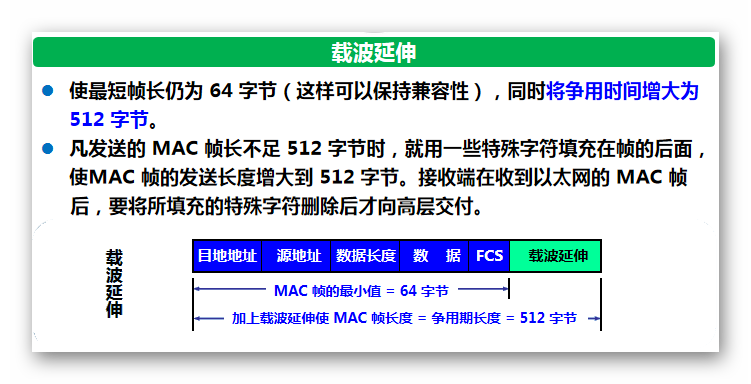 载波延伸
使最短帧长仍为 64 字节（这样可以保持兼容性），同时将争用时间增大为
512 字节。
凡发送的 MAC 帧长不足 512 字节时，就用一些特殊字符填充在帧的后面，
使MAC 帧的发送长度增大到 512 字节。接收端在收到以太网的 MAC 帧
后，要将所填充的特殊字符删除后才向高层交付。
载波延伸
目地地址 源地址 数据长度 数 据 FCS 载波延伸
MAC 帧的最小值 = 64 字节
加上载波延伸使 MAC 帧长度 = 争用期长度 = 512 字节